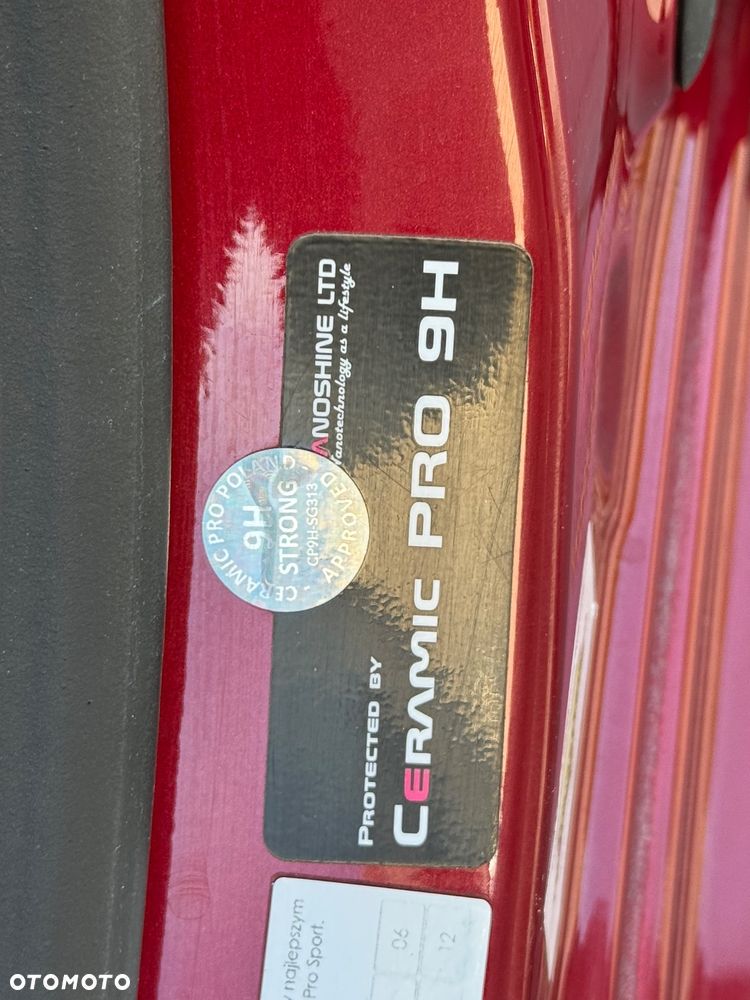 NANOSHINE LTD
Nanotechnology as a lifestyle
PROTECTED BY
CERAMIC PRO 9H
CERAMIC PRO POLAND
9H
STRONG
CP9H-SG313
- APPROVED -
najlepszym
Pro Sport.
06
12
OTOMOTO